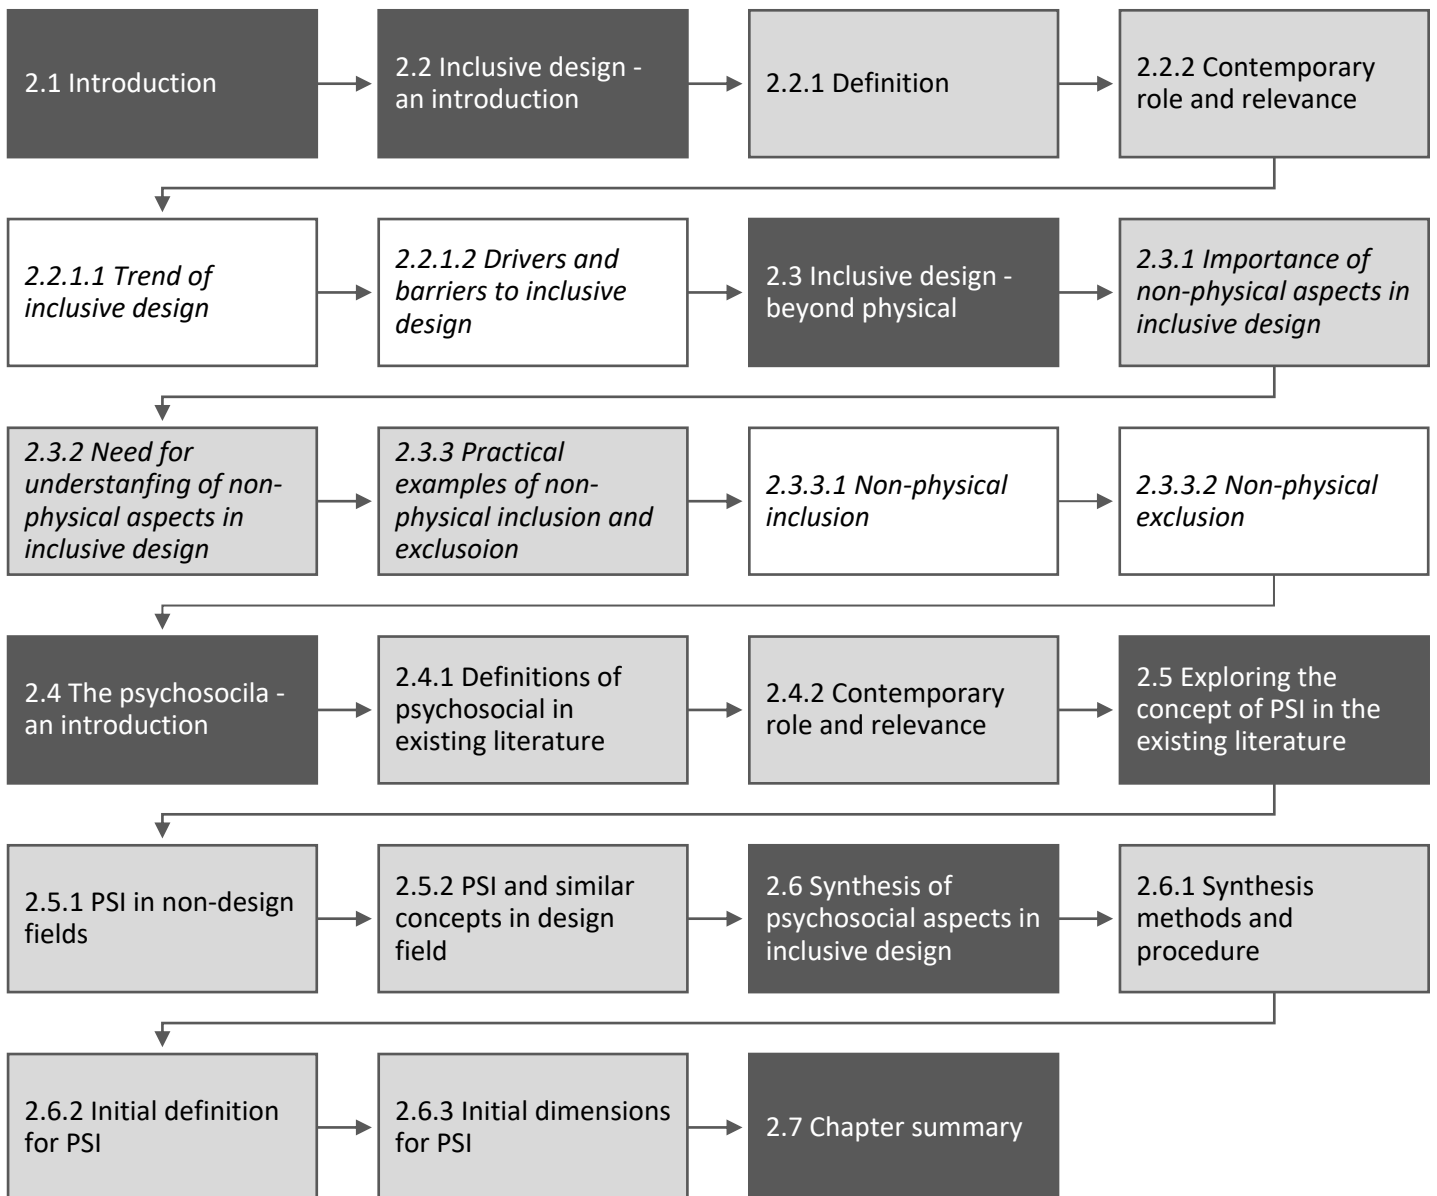 2.1 Introduction
2.2 Inclusive design -
an introduction
2.2.1 Definition
2.2.2 Contemporary
role and relevance
2.2.1.1 Trend of
inclusive design
2.2.1.2 Drivers and
barriers to inclusive
design
2.3 Inclusive design -
beyond physical
2.3.1 Importance of
non-physical aspects in
inclusive design
2.3.2 Need for
understanfing of non-
physical aspects in
inclusive design
2.3.3 Practical
examples of non-
physical inclusion and
exclusoion
2.3.3.1 Non-physical
inclusion
2.3.3.2 Non-physical
exclusion
2.4 The psychosocila -
an introduction
2.4.1 Definitions of
psychosocial in
existing literature
2.4.2 Contemporary
role and relevance
2.5 Exploring the
concept of PSI in the
existing literature
2.5.1 PSI in non-design
fields
2.5.2 PSI and similar
concepts in design
field
2.6 Synthesis of
psychosocial aspects in
inclusive design
2.6.1 Synthesis
methods and
procedure
2.6.2 Initial definition
for PSI
2.6.3 Initial dimensions
for PSI
2.7 Chapter summary